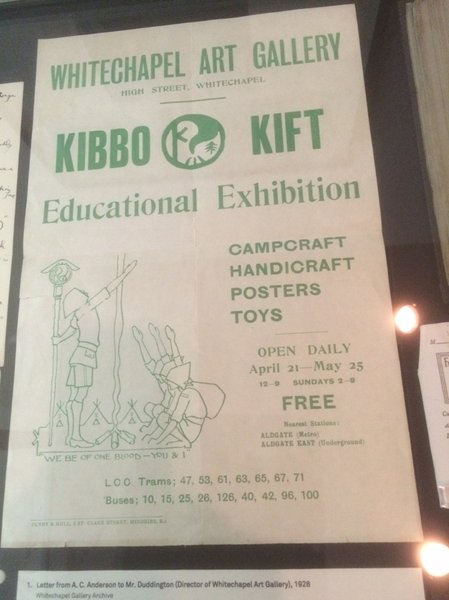 WHITECHAPEL ART GALLERY
HIGH STREET, WHITECHAPEL
KIBBO KIFT
Educational Exhibition
CAMPCRAFT
HANDICRAFT
POSTERS
TOYS
OPEN DAILY
April 21—May 25
12-9 SUNDAYS 2-9
FREE
Nearest Stations:
ALDGATE (Metro)
ALDGATE EAST (Underground)
WE BE OF ONE BLOOD—YOU & I
L.C.C Trams; 47, 53, 61, 63, 65, 67, 71
'Buses; 10, 15, 25, 26, 126, 40, 42, 96, 100
STREET, MINORIES, E.1
1. Letter from A. C. Anderson to Mr. Duddington (Director of Whitechapel Art Gallery), 1928
Whitechapel Gallery Archive